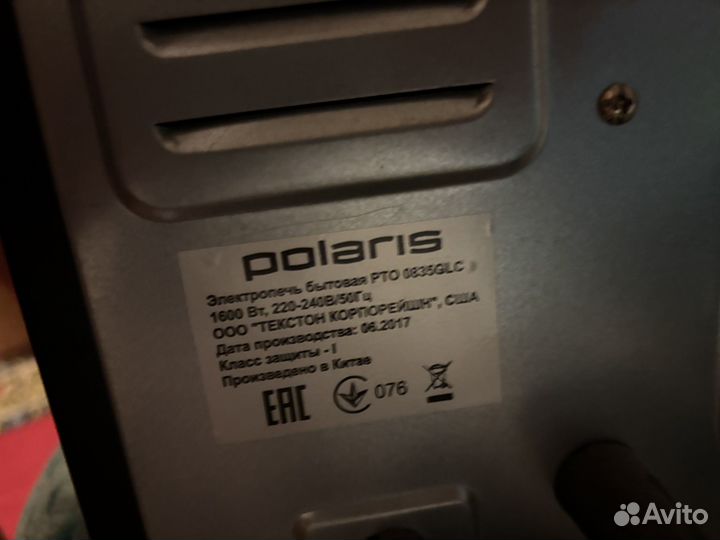 polaris
Электропечь бытовая PTO 0835GLC
1600 Вт, 220-240В/50Гц
ООО "ТЕКСТОН КОРПОРЕЙШН", США
Дата производства: 06.2017
Класс защиты - I
Произведено в Китае
EAC 076
Avito